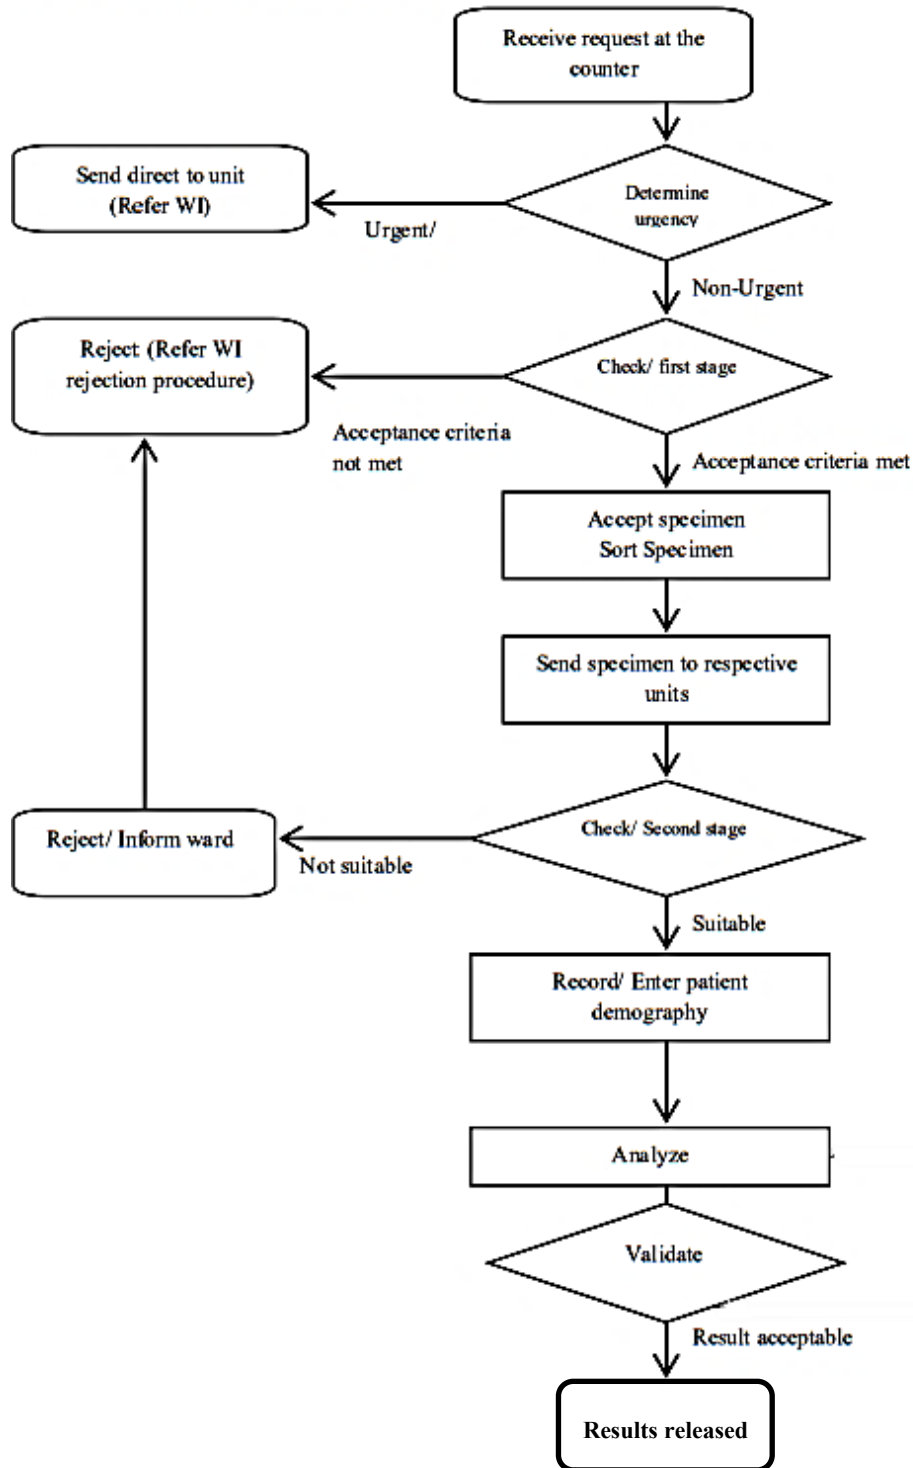 Receive request at the
counter
Send direct to unit
(Refer WI)
Determine
urgency
Urgent/
Non-Urgent
Reject (Refer WI
rejection procedure)
Check/ first stage
Acceptance criteria
not met
Acceptance criteria met
Accept specimen
Sort Specimen
Send specimen to respective
units
Reject/ Inform ward
Check/ Second stage
Not suitable
Suitable
Record/ Enter patient
demography
Analyze
Validate
Result acceptable
Results released